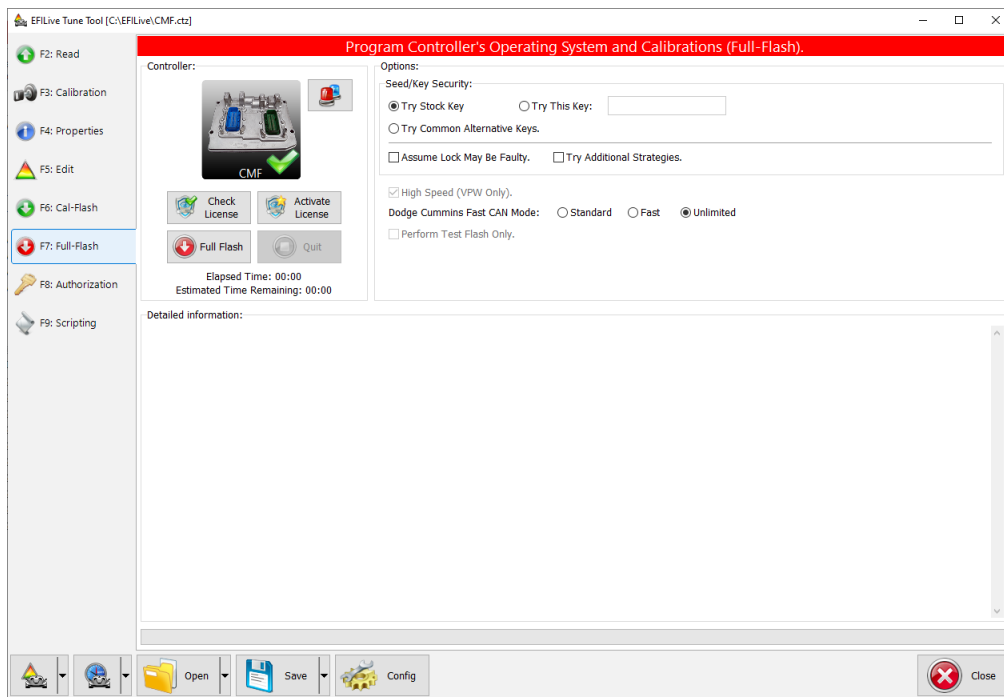 EFILive Tune Tool [C:\EFILive\CMF.ctz]
F2: Read
F3: Calibration
F4: Properties
F5: Edit
F6: Cal-Flash
F7: Full-Flash
F8: Authorization
F9: Scripting
Program Controller's Operating System and Calibrations (Full-Flash).
Controller:
CMF
Check License
Activate License
Full Flash
Quit
Elapsed Time: 00:00
Estimated Time Remaining: 00:00
Options:
Seed/Key Security:
Try Stock Key Try This Key:
Try Common Alternative Keys.
Assume Lock May Be Faulty. Try Additional Strategies.
High Speed (VPW Only).
Dodge Cummins Fast CAN Mode: Standard Fast Unlimited
Perform Test Flash Only.
Detailed information:
Open Save Config Close